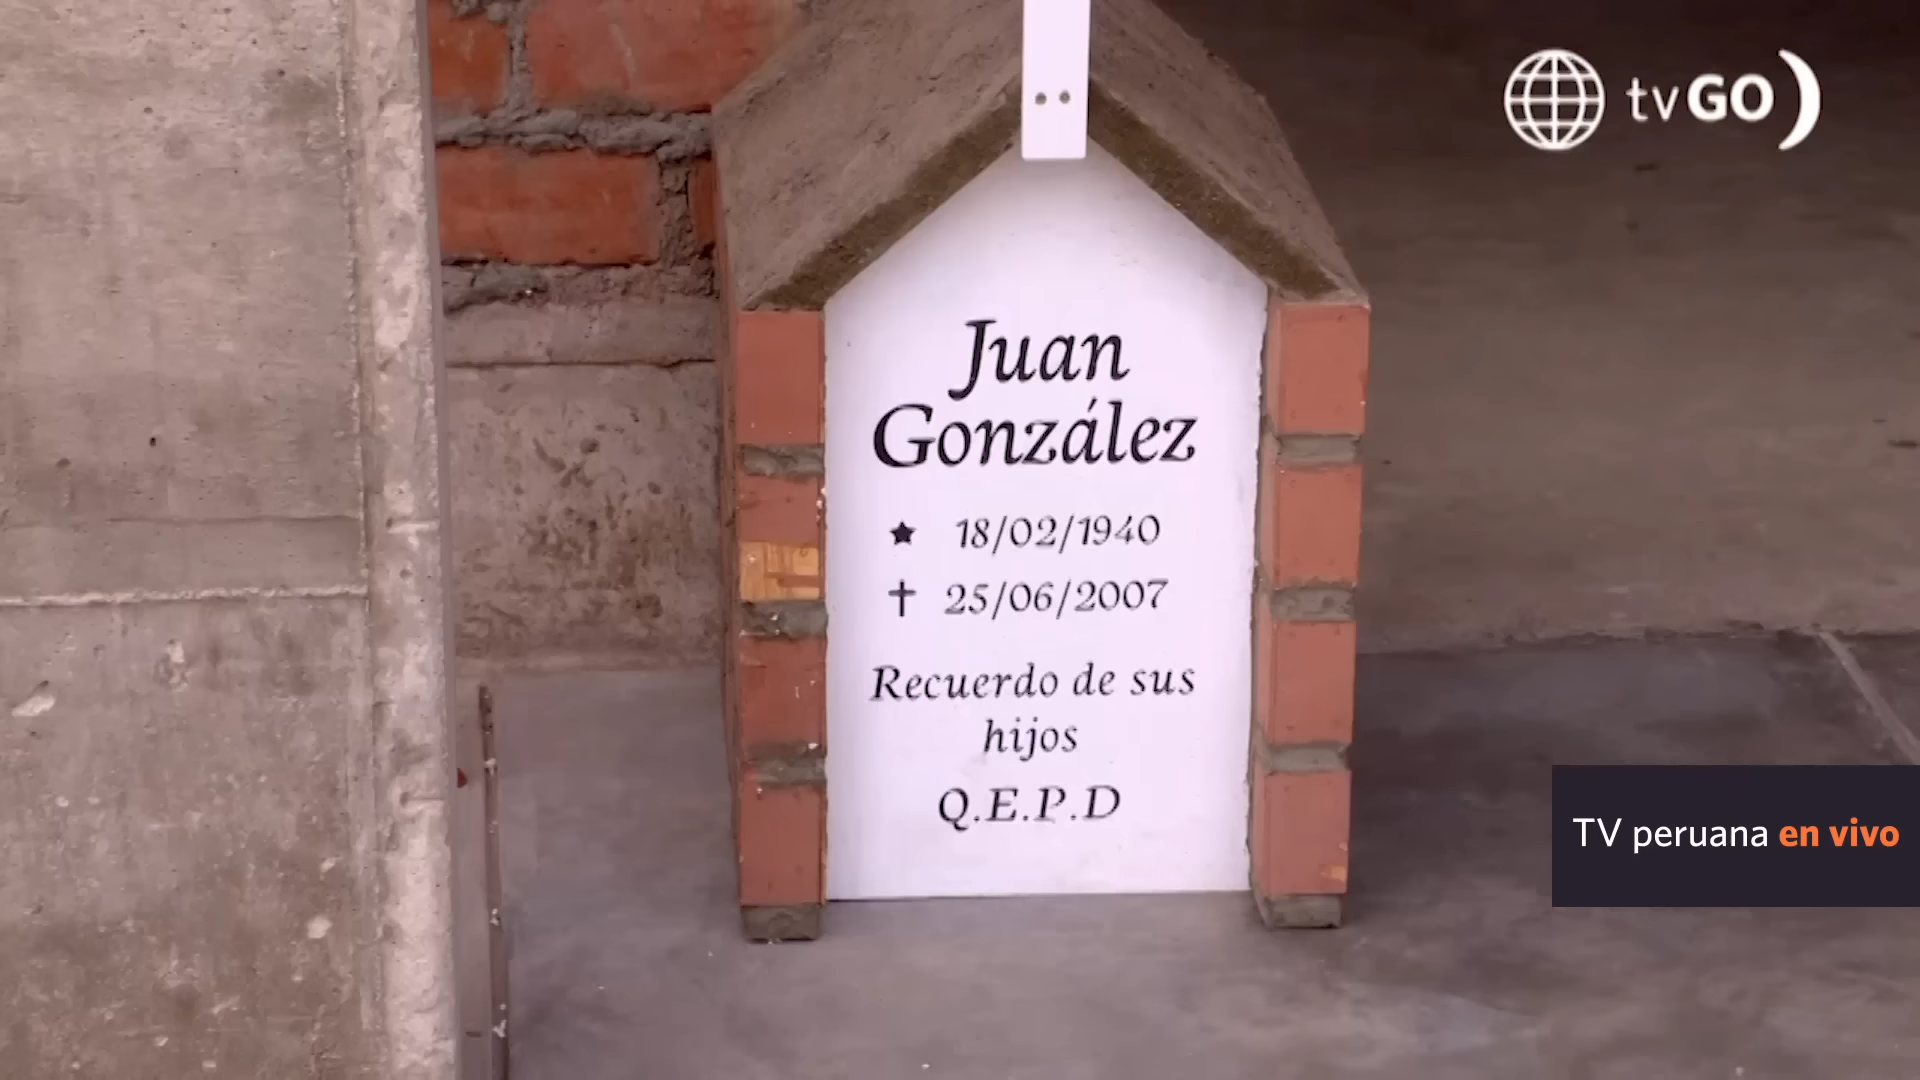 tvGO
Juan
González
★ 18/02/1940
✝ 25/06/2007
Recuerdo de sus
hijos
Q.E.P.D
TV peruana en vivo